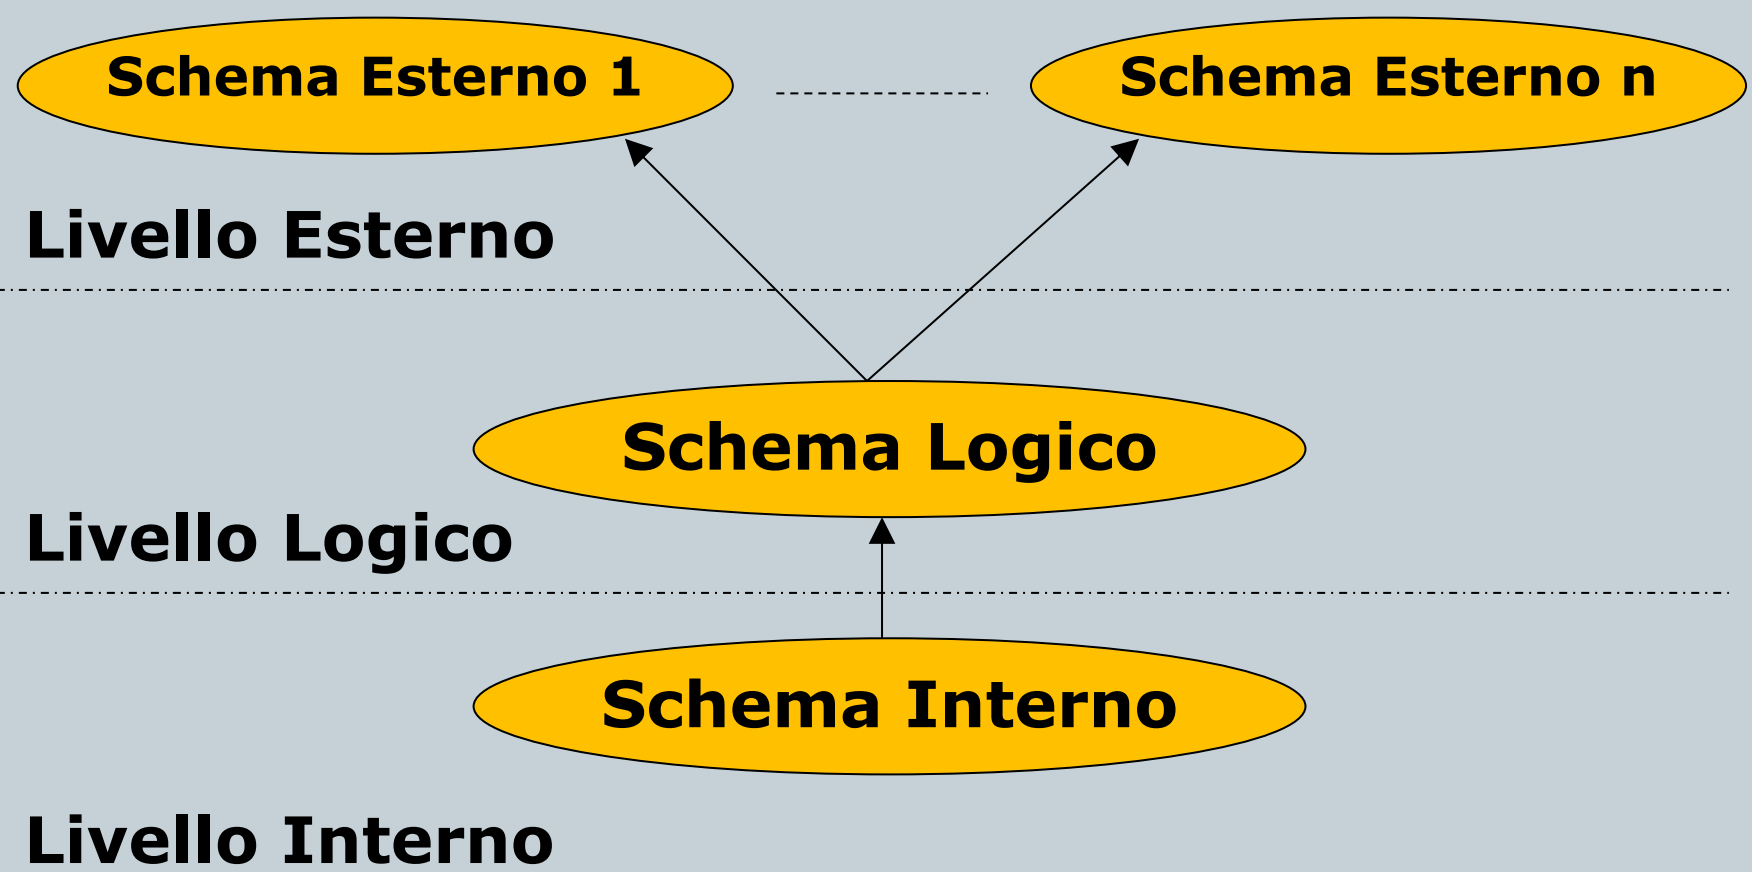 Schema Esterno 1
Schema Esterno n
Livello Esterno
Schema Logico
Livello Logico
Schema Interno
Livello Interno